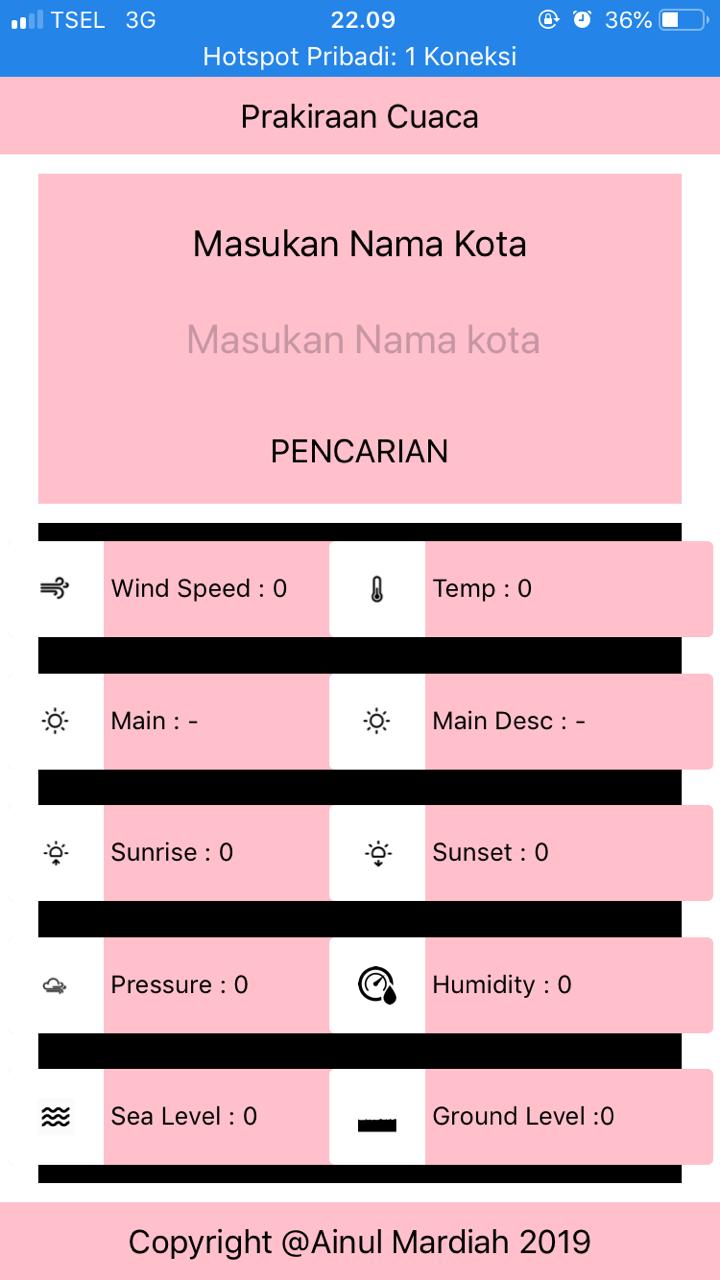 TSEL 3G 22.09 36%
Hotspot Pribadi: 1 Koneksi
Prakiraan Cuaca
Masukan Nama Kota
Masukan Nama kota
PENCARIAN
Wind Speed : 0 Temp : 0
Main : - Main Desc : -
Sunrise : 0 Sunset : 0
Pressure : 0 Humidity : 0
Sea Level : 0 Ground Level :0
Copyright @Ainul Mardiah 2019